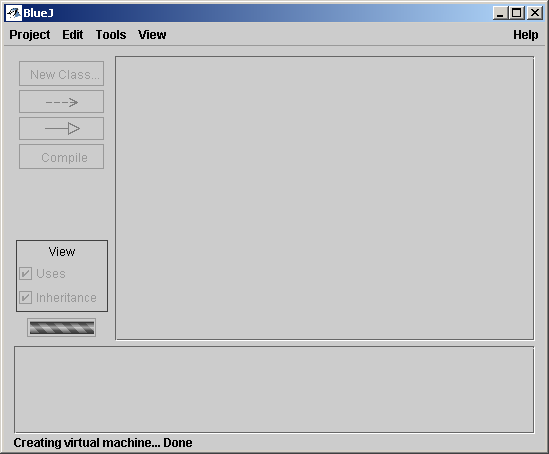 BlueJ
Project Edit Tools View Help
New Class...
Compile
View
Uses
Inheritance
Creating virtual machine... Done